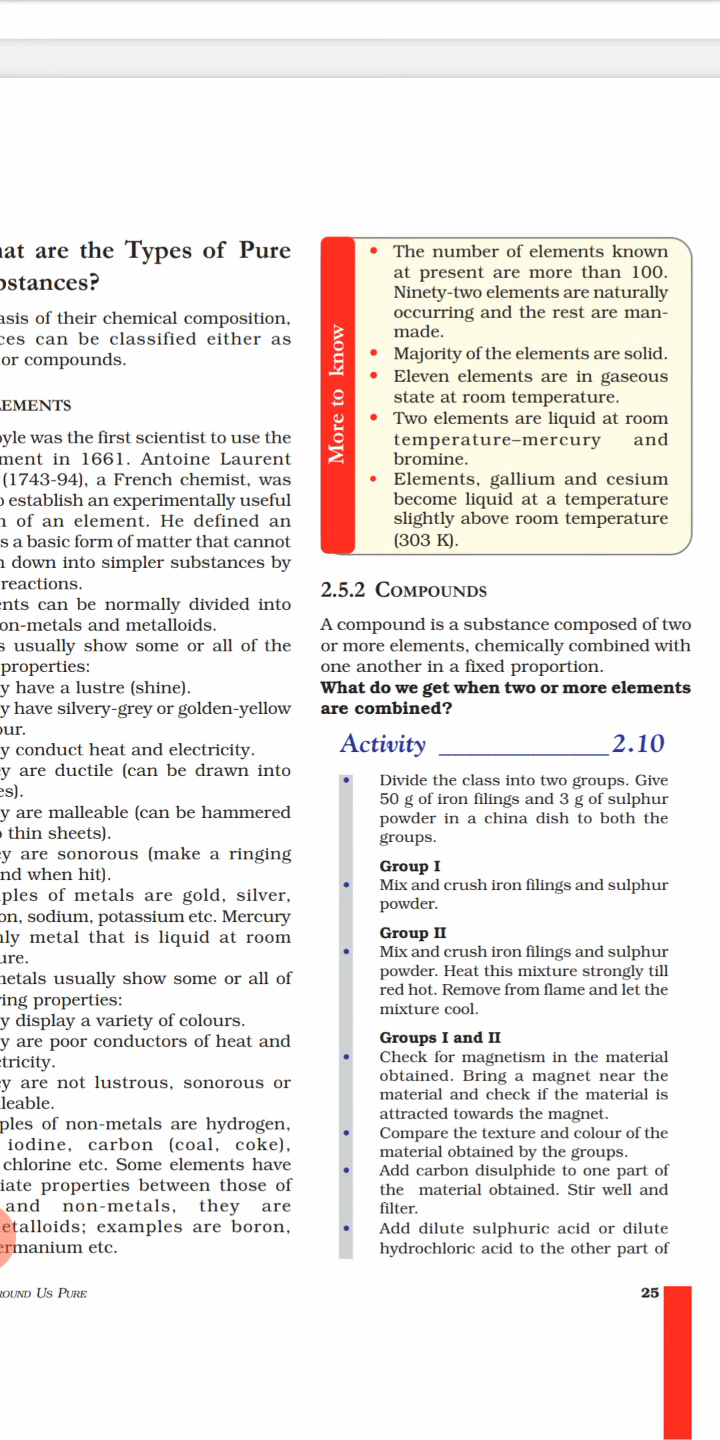 at are the Types of Pure
stances?
asis of their chemical composition,
ces can be classified either as
or compounds.
LEMENTS
oyle was the first scientist to use the
ment in 1661. Antoine Laurent
(1743-94), a French chemist, was
o establish an experimentally useful
n of an element. He defined an
s a basic form of matter that cannot
n down into simpler substances by
reactions.
ents can be normally divided into
on-metals and metalloids.
s usually show some or all of the
properties:
y have a lustre (shine).
y have silvery-grey or golden-yellow
our.
y conduct heat and electricity.
ey are ductile (can be drawn into
es).
y are malleable (can be hammered
o thin sheets).
ey are sonorous (make a ringing
nd when hit).
ples of metals are gold, silver,
on, sodium, potassium etc. Mercury
nly metal that is liquid at room
ure.
netals usually show some or all of
ving properties:
y display a variety of colours.
y are poor conductors of heat and
ctricity.
ey are not lustrous, sonorous or
lleable.
ples of non-metals are hydrogen,
iodine, carbon (coal, coke),
chlorine etc. Some elements have
iate properties between those of
and non-metals, they are
etalloids; examples are boron,
ermanium etc.
More to know
• The number of elements known
at present are more than 100.
Ninety-two elements are naturally
occurring and the rest are man-
made.
• Majority of the elements are solid.
• Eleven elements are in gaseous
state at room temperature.
• Two elements are liquid at room
temperature–mercury and
bromine.
• Elements, gallium and cesium
become liquid at a temperature
slightly above room temperature
(303 K).
2.5.2 COMPOUNDS
A compound is a substance composed of two
or more elements, chemically combined with
one another in a fixed proportion.
What do we get when two or more elements
are combined?
Activity _____________ 2.10
• Divide the class into two groups. Give
50 g of iron filings and 3 g of sulphur
powder in a china dish to both the
groups.
Group I
• Mix and crush iron filings and sulphur
powder.
Group II
• Mix and crush iron filings and sulphur
powder. Heat this mixture strongly till
red hot. Remove from flame and let the
mixture cool.
Groups I and II
• Check for magnetism in the material
obtained. Bring a magnet near the
material and check if the material is
attracted towards the magnet.
• Compare the texture and colour of the
material obtained by the groups.
• Add carbon disulphide to one part of
the material obtained. Stir well and
filter.
• Add dilute sulphuric acid or dilute
hydrochloric acid to the other part of
ROUND US PURE
25